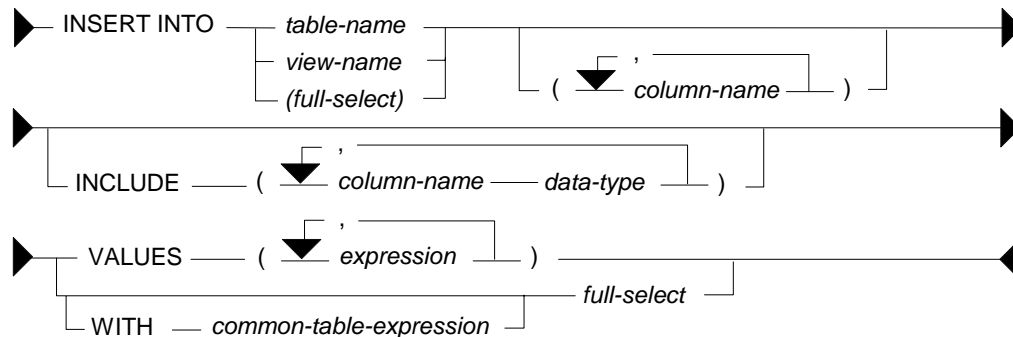 INSERT INTO table-name
view-name ,
(full-select) ( column-name )
,
INCLUDE ( column-name data-type )
,
VALUES ( expression )
full-select
WITH common-table-expression